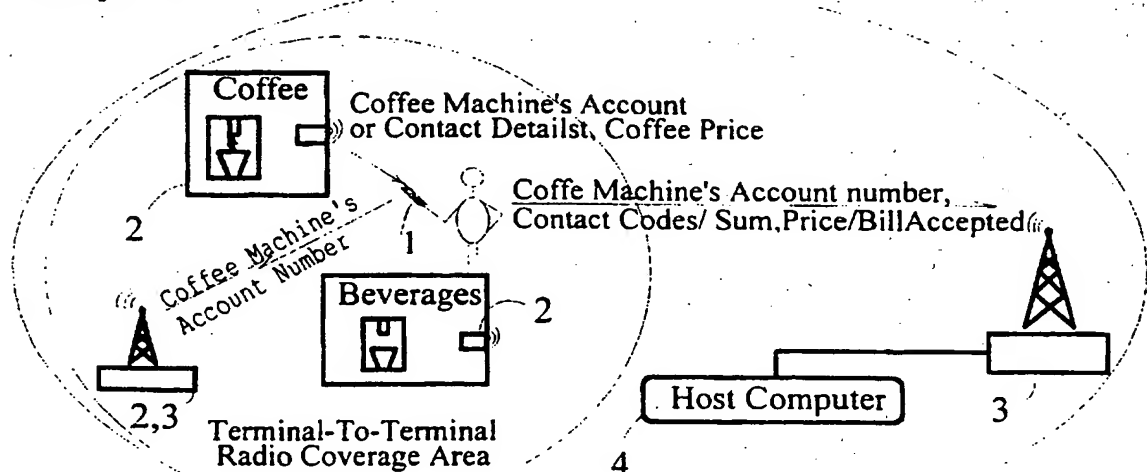 Coffee
Coffee Machine's Account
or Contact Detailst, Coffee Price
2
1
Coffe Machine's Account number,
Contact Codes/ Sum,Price/BillAccepted
Coffee Machine's
Account Number
Beverages
2
2,3
Terminal-To-Terminal
Radio Coverage Area
Host Computer
4
3